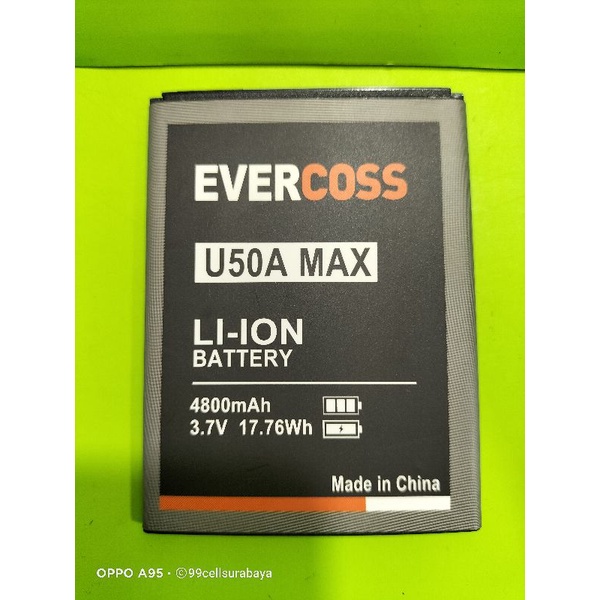 EVERCOSS
U50A MAX
LI-ION
BATTERY
4800mAh
3.7V 17.76Wh
Made in China
OPPO A95 · ©99cellsurabaya